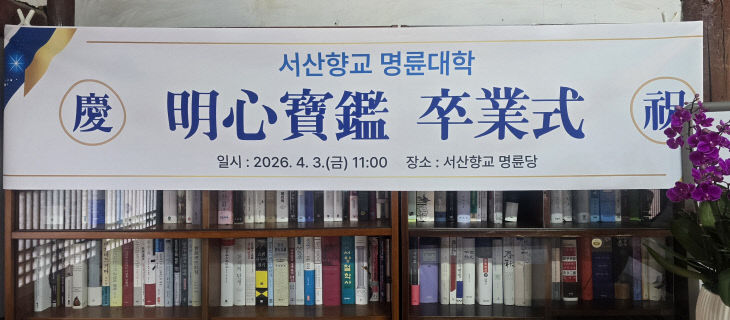 서산향교 명륜대학
慶 明心寶鑑 卒業式 祝
일시 : 2026. 4. 3.(금) 11:00 장소 : 서산향교 명륜당